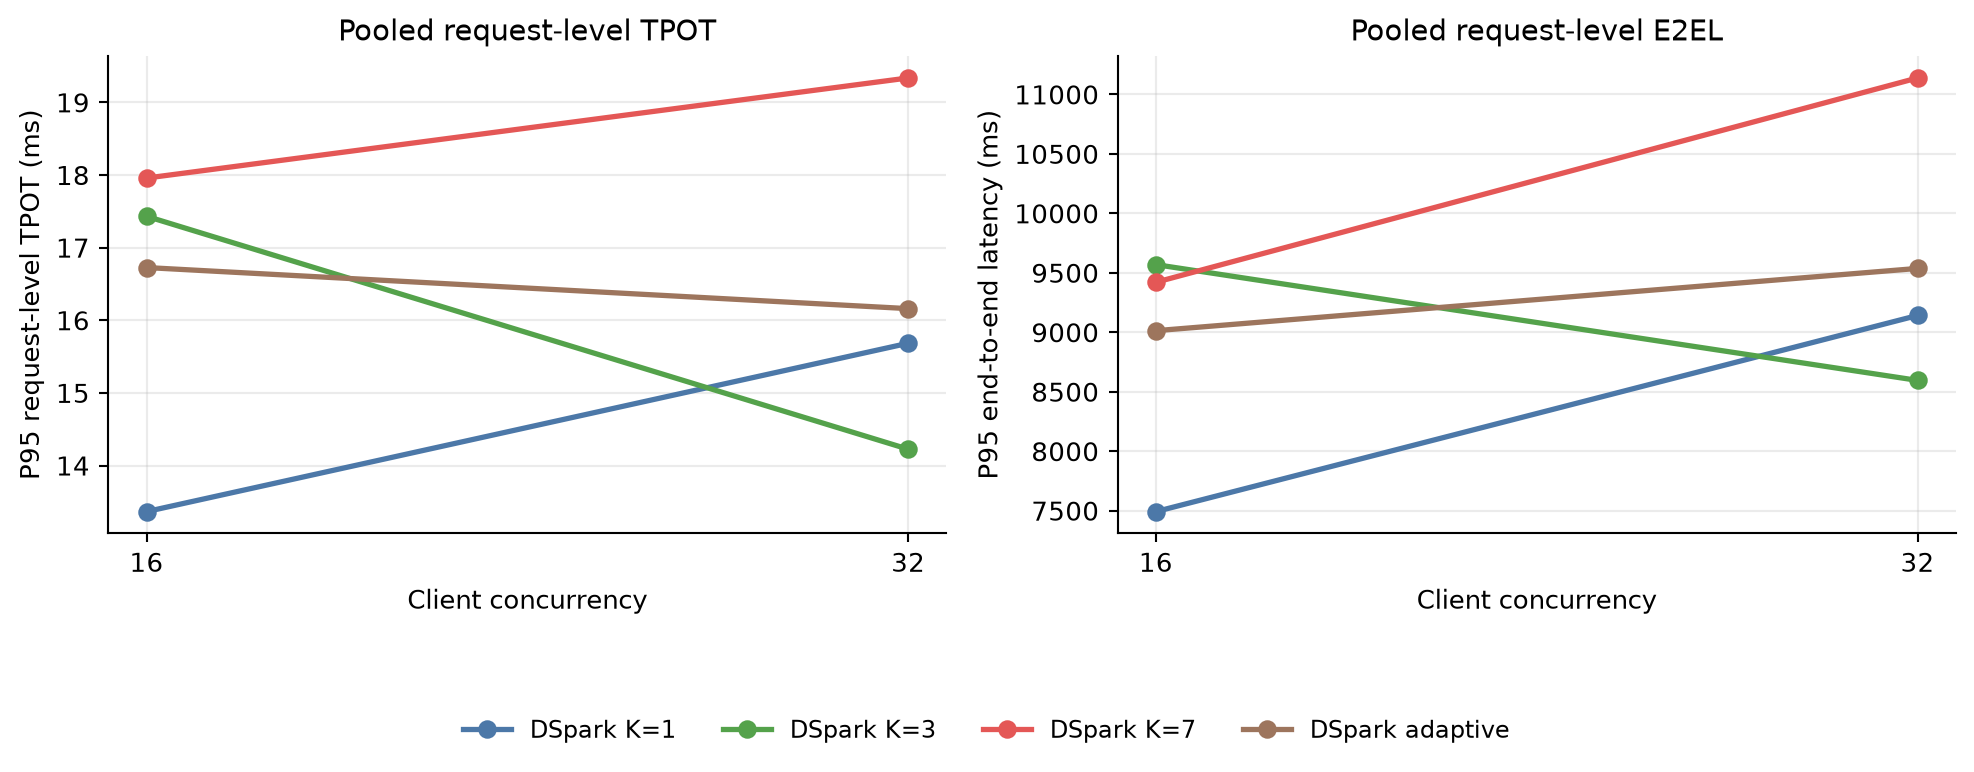 Pooled request-level TPOT
P95 request-level TPOT (ms)
19
18
17
16
15
14
16
32
Client concurrency
Pooled request-level E2EL
P95 end-to-end latency (ms)
11000
10500
10000
9500
9000
8500
8000
7500
16
32
Client concurrency
DSpark K=1
DSpark K=3
DSpark K=7
DSpark adaptive